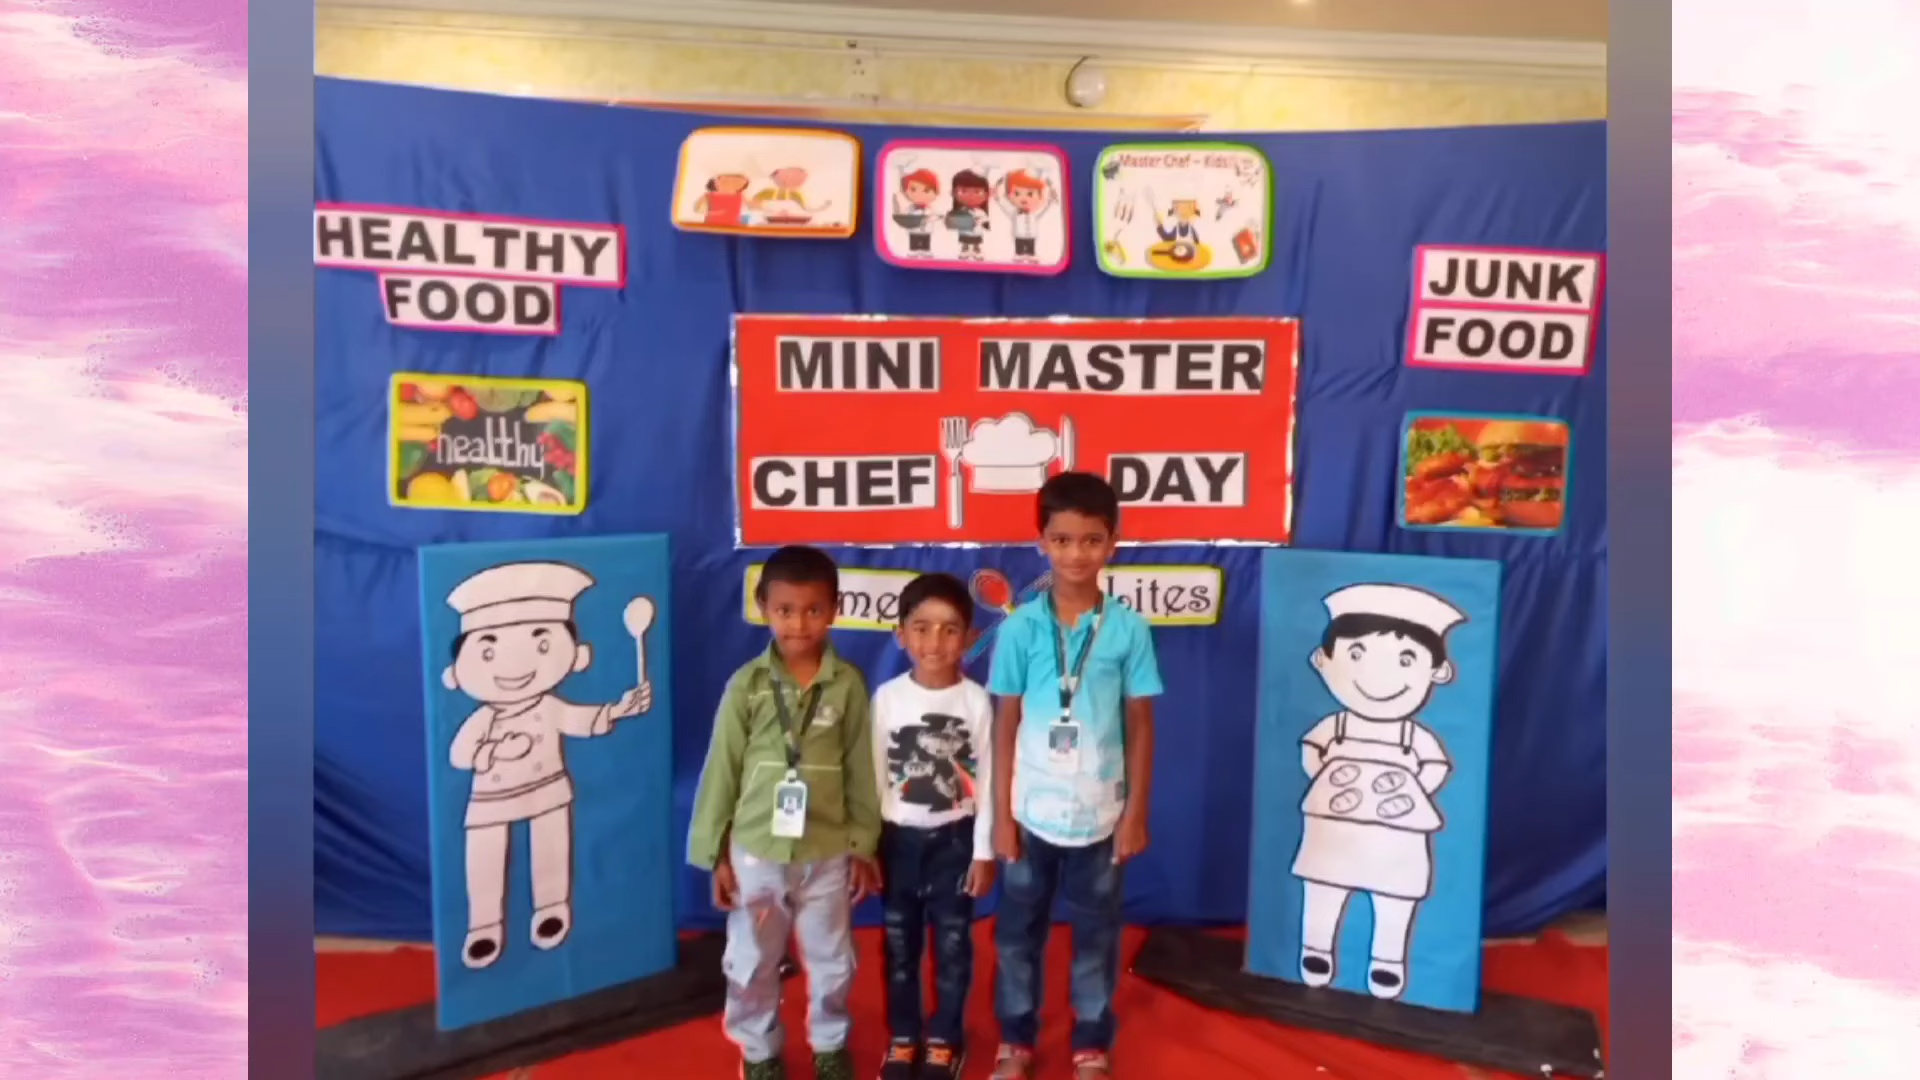 Master Chef - Kids
HEALTHY
FOOD
JUNK
FOOD
MINI MASTER
CHEF DAY
healthy